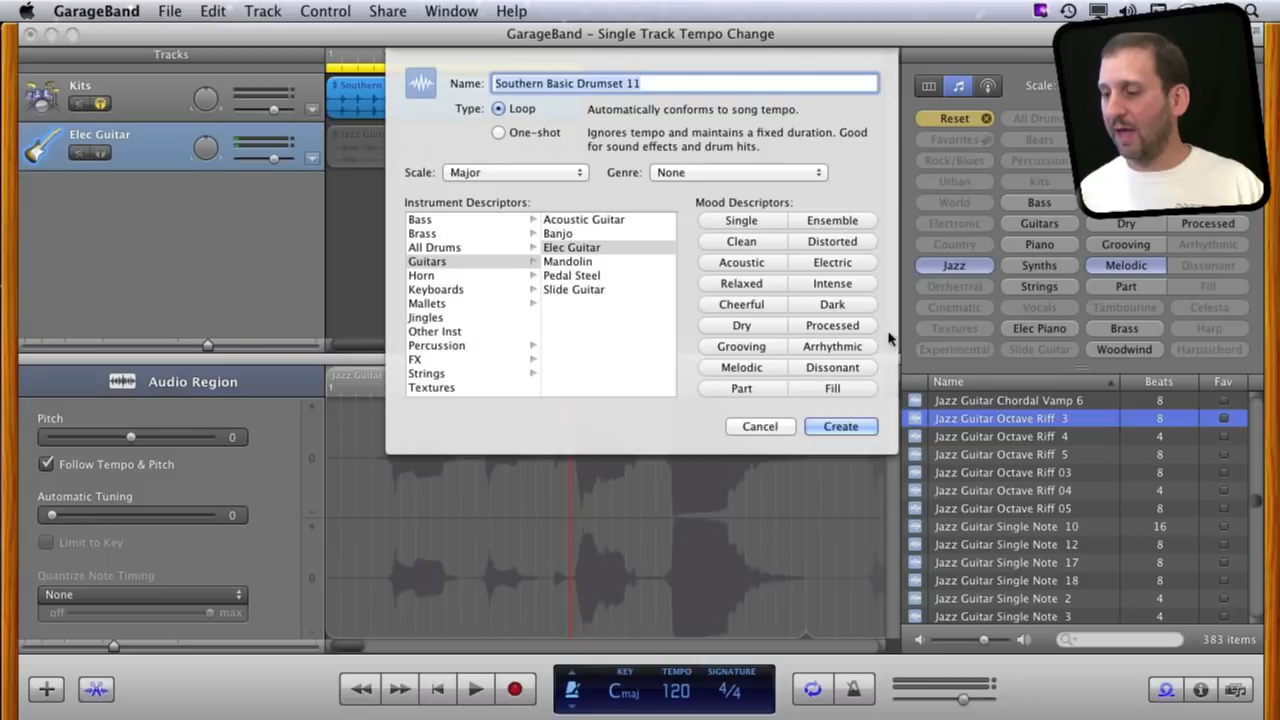 GarageBand File Edit Track Control Share Window Help
GarageBand - Single Track Tempo Change
Tracks
Kits
Elec Guitar
Southern
Jazz Guita
Name: Southern Basic Drumset 11
Type: Loop Automatically conforms to song tempo.
One-shot Ignores tempo and maintains a fixed duration. Good
for sound effects and drum hits.
Scale: Major Genre: None
Instrument Descriptors: Mood Descriptors:
Bass
Brass
All Drums
Guitars
Horn
Keyboards
Mallets
Jingles
Other Inst
Percussion
FX
Strings
Textures
Acoustic Guitar
Banjo
Elec Guitar
Mandolin
Pedal Steel
Slide Guitar
Single Ensemble
Clean Distorted
Acoustic Electric
Relaxed Intense
Cheerful Dark
Dry Processed
Grooving Arrhythmic
Melodic Dissonant
Part Fill
Cancel Create
Scale:
Reset All Drums
Favorites Beats
Rock/Blues Percussion
Urban Kits
World Bass
Electronic Guitars Dry Processed
Country Piano Grooving Arrhythmic
Jazz Synths Melodic Dissonant
Orchestral Strings Part Fill
Cinematic Vocals Tambourine Celesta
Textures Elec Piano Brass Harp
Experimental Slide Guitar Woodwind Harpsichord
Name Beats Fav
Jazz Guitar Chordal Vamp 6 8
Jazz Guitar Octave Riff 3 8
Jazz Guitar Octave Riff 4 4
Jazz Guitar Octave Riff 5 8
Jazz Guitar Octave Riff 03 8
Jazz Guitar Octave Riff 04 4
Jazz Guitar Octave Riff 05 8
Jazz Guitar Single Note 10 16
Jazz Guitar Single Note 12 8
Jazz Guitar Single Note 17 8
Jazz Guitar Single Note 18 8
Jazz Guitar Single Note 2 4
Jazz Guitar Single Note 3 4
383 items
Audio Region
Jazz Guitar
Pitch
0
Follow Tempo & Pitch
Automatic Tuning
0
Limit to Key
Quantize Note Timing
None
off max
0
0
KEY TEMPO SIGNATURE
Cmaj 120 4/4